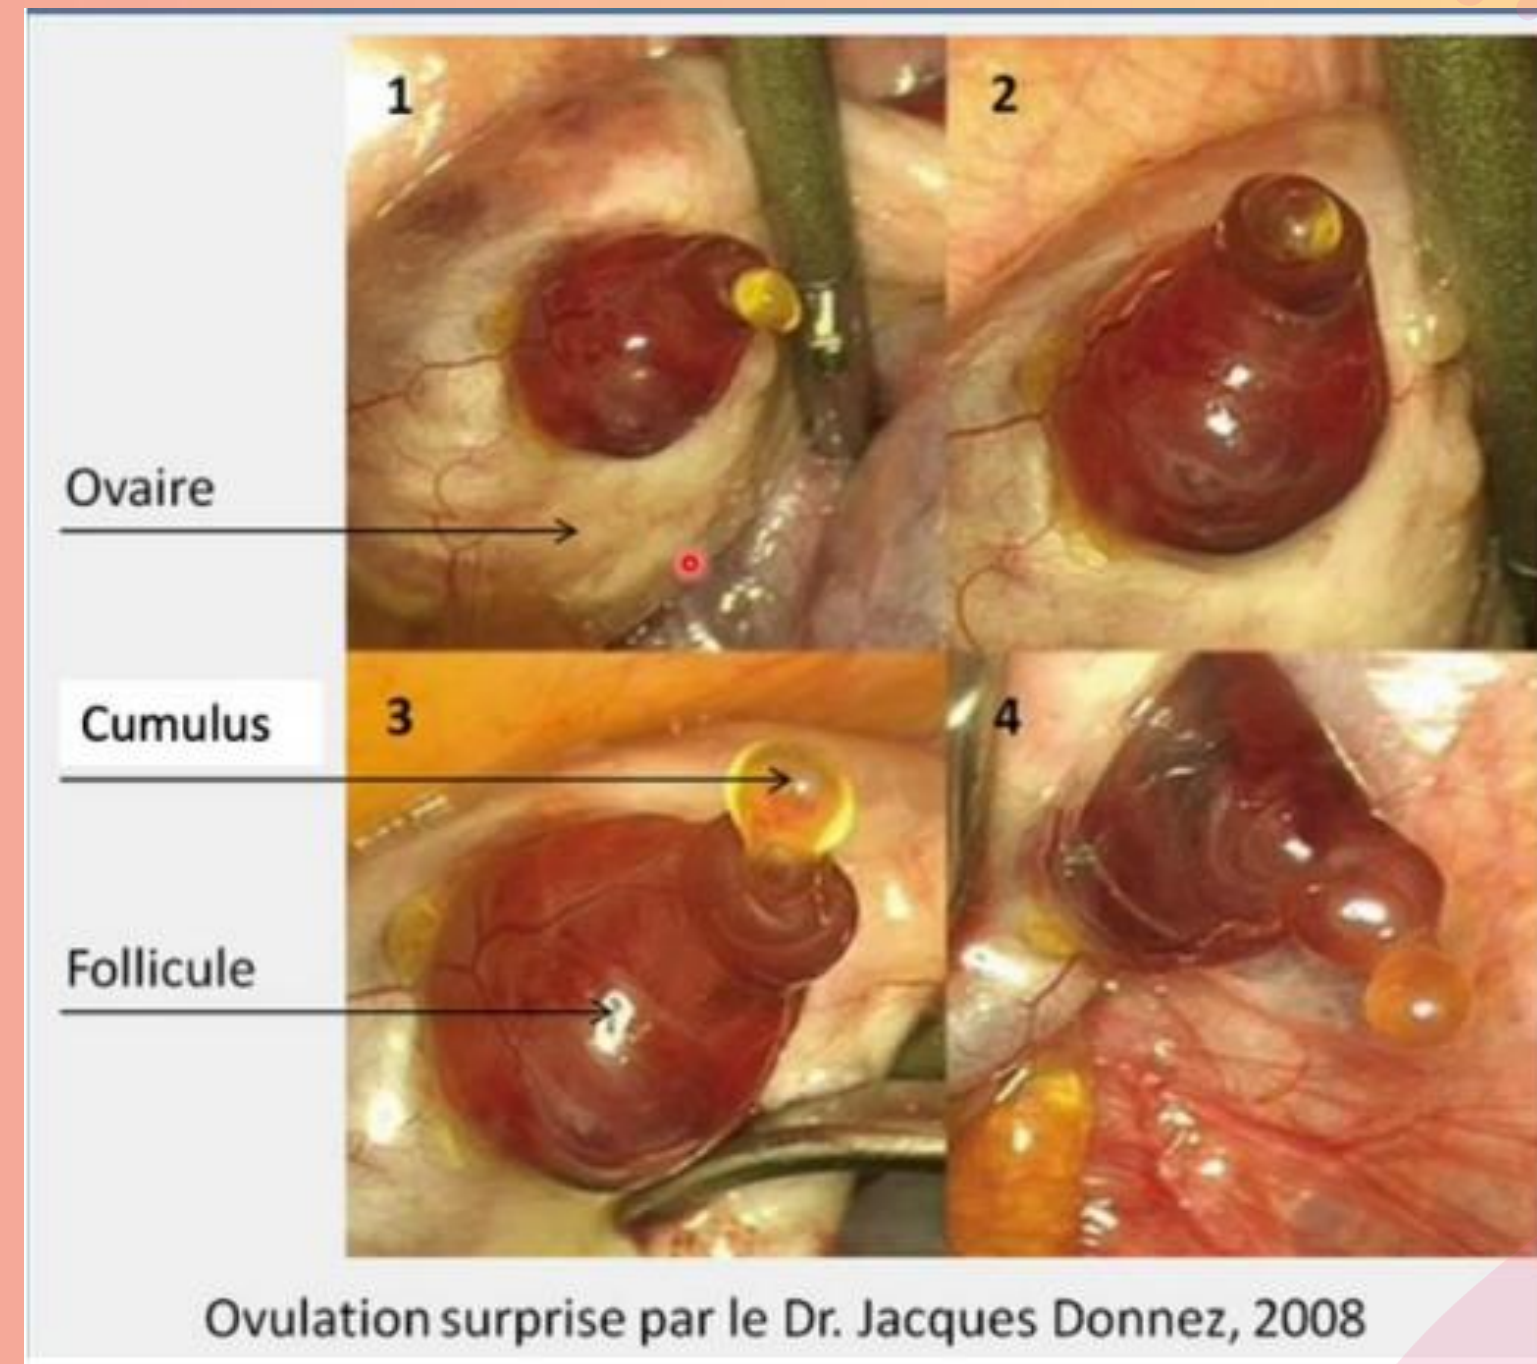 1
2
Ovaire
Cumulus
3
4
Follicule
Ovulation surprise par le Dr. Jacques Donnez, 2008